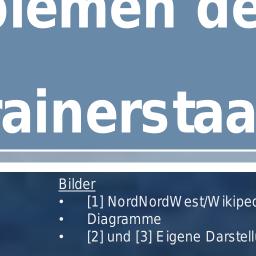 blemen de
rainerstaa
Bilder
• [1] NordNordWest/Wikiped
• Diagramme
• [2] und [3] Eigene Darstell